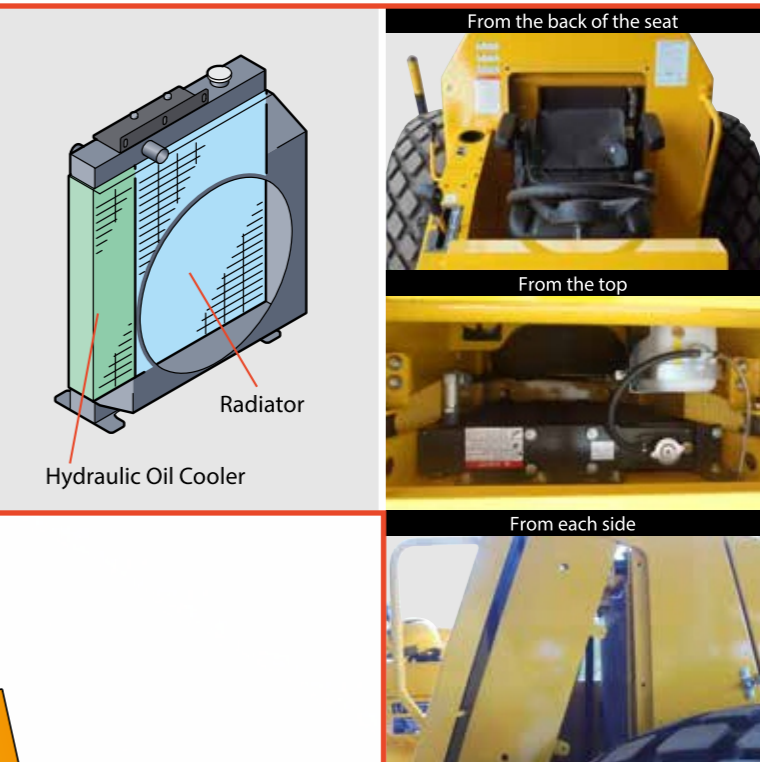 From the back of the seat
Radiator
Hydraulic Oil Cooler
From the top
From each side